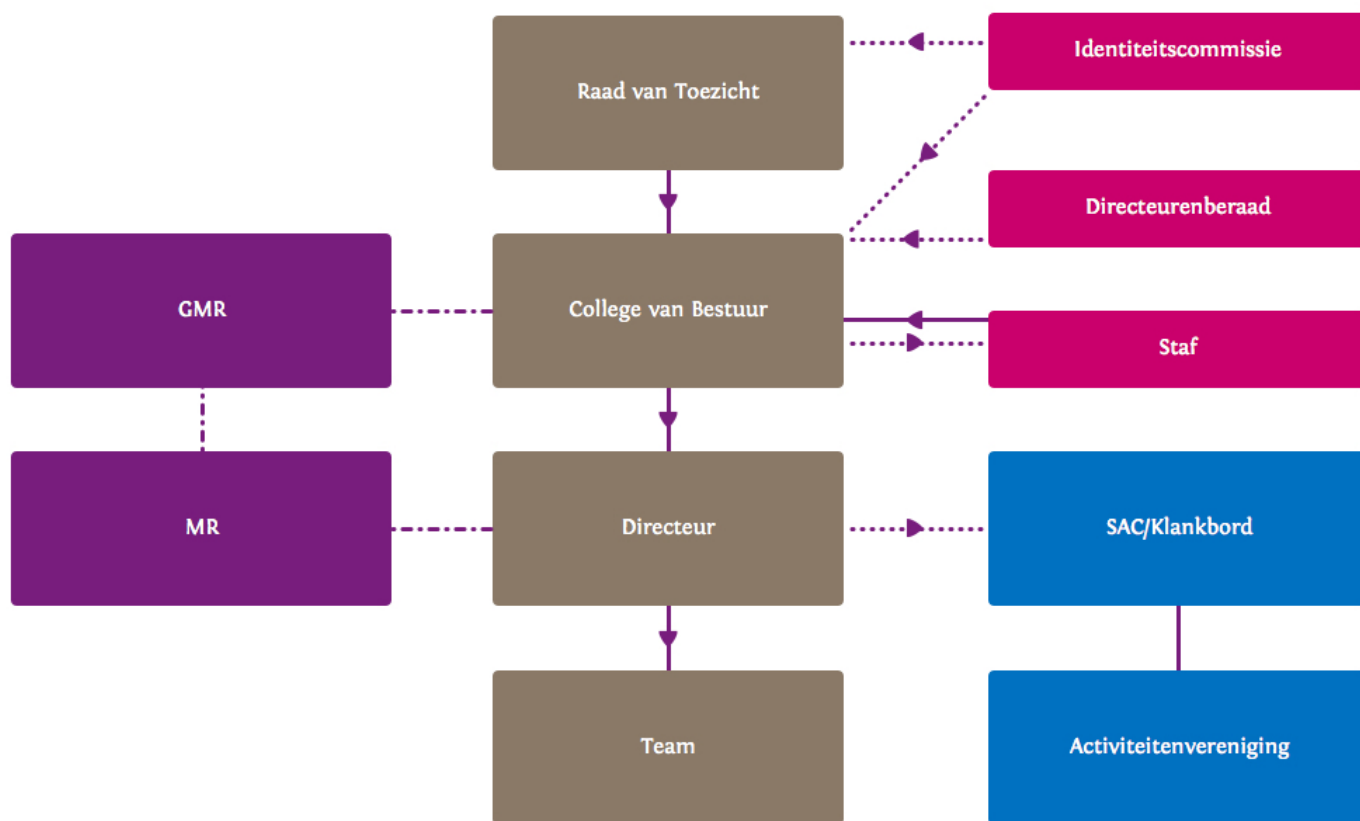 Identiteitscommissie
Raad van Toezicht
Directeurenberaad
GMR
College van Bestuur
Staf
MR
Directeur
SAC/Klankbord
Team
Activiteitenvereniging